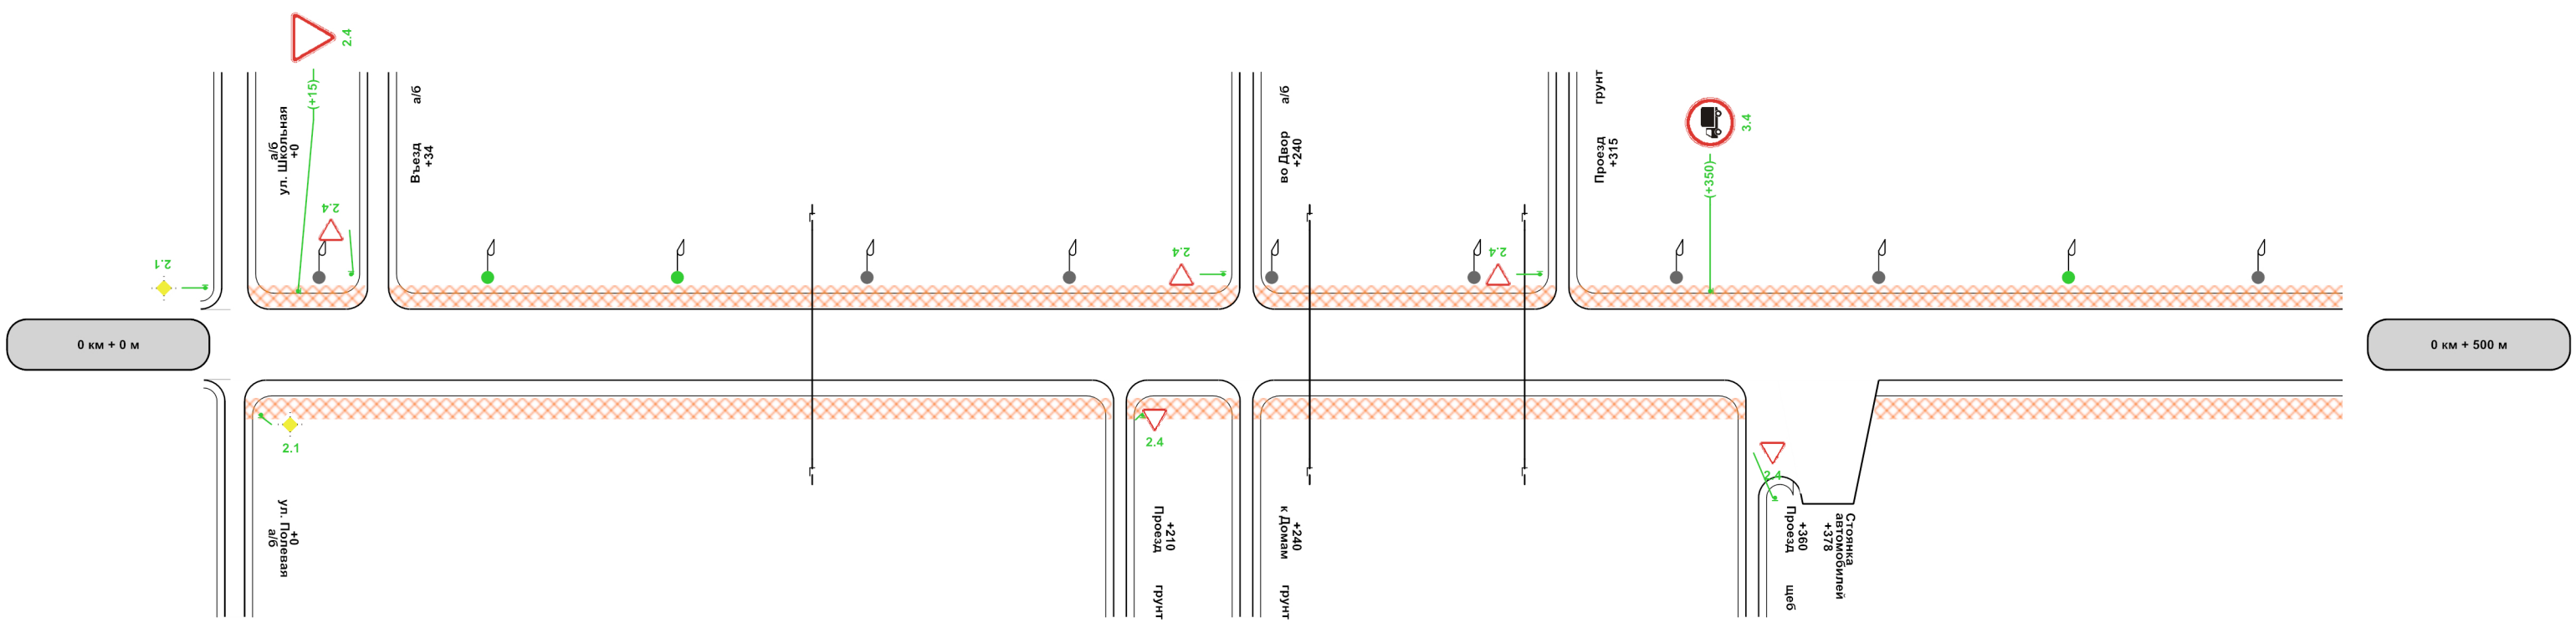 2.4
(+15)
а/б
ул. Школьная
+0
2.4
2.1
а/б
Въезд
+34
2.4
а/б
во Двор
+240
2.4
грунт
Проезд
+315
3.4
(+350)
0 км + 0 м
0 км + 500 м
2.1
+0
ул. Полевая
а/б
2.4
+210
Проезд
грунт
+240
к Домам
грунт
2.4
+360
Проезд
щеб
Стоянка
автомобилей
+378